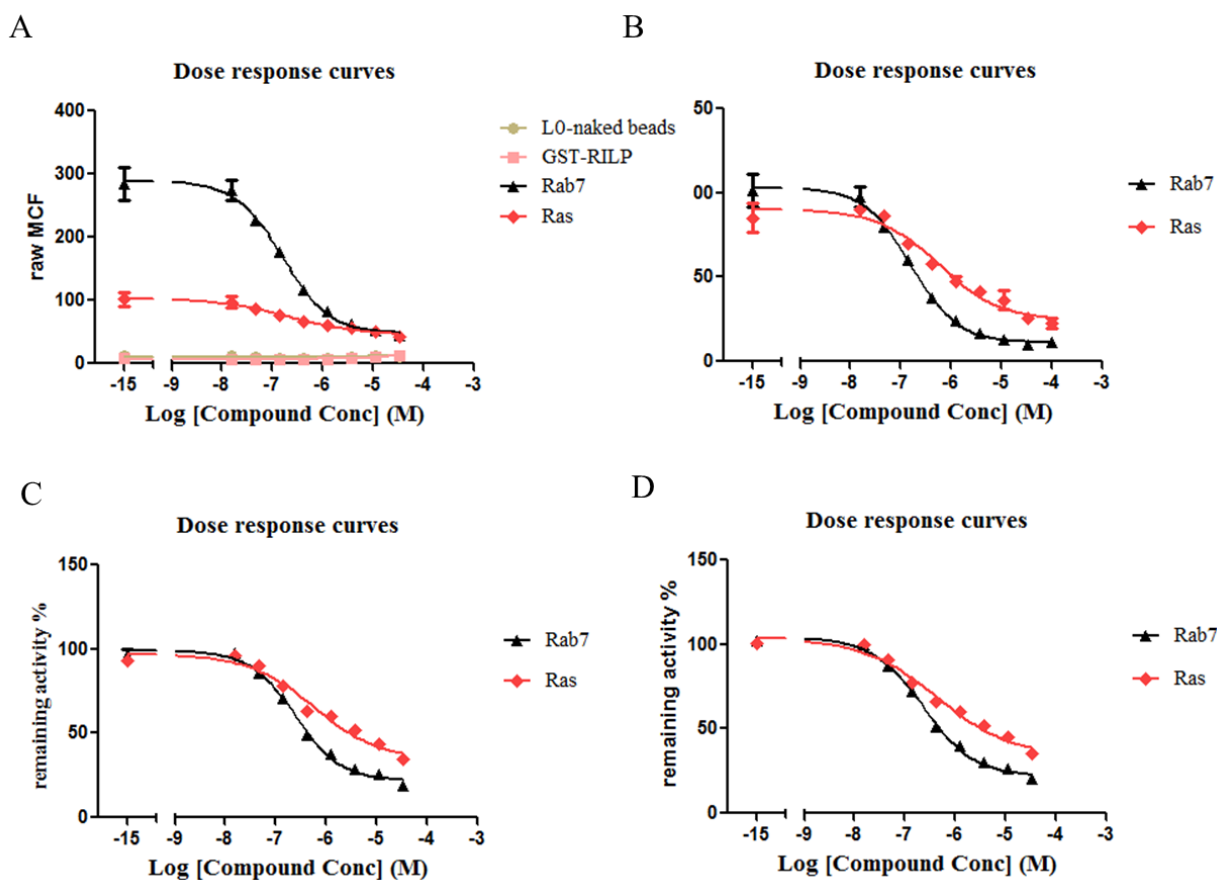 A
Dose response curves
raw MCF
400
300
200
100
0
-15
-9
-8
-7
-6
-5
-4
-3
Log [Compound Conc] (M)
L0-naked beads
GST-RILP
Rab7
Ras
B
Dose response curves
50
00
50
0
-15
-9
-8
-7
-6
-5
-4
-3
Log [Compound Conc] (M)
Rab7
Ras
C
Dose response curves
remaining activity %
150
100
50
0
-15
-9
-8
-7
-6
-5
-4
-3
Log [Compound Conc] (M)
Rab7
Ras
D
Dose response curves
remaining activity %
150
100
50
0
-15
-9
-8
-7
-6
-5
-4
-3
Log [Compound Conc] (M)
Rab7
Ras